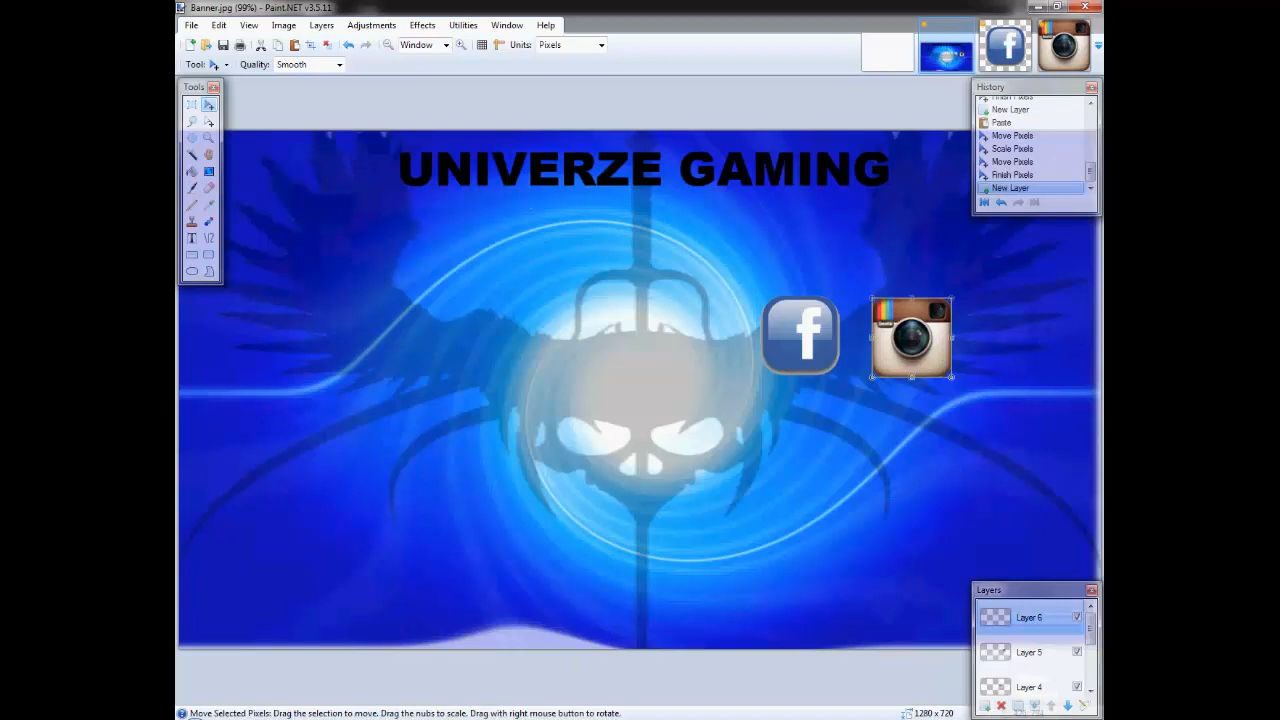 Banner.jpg (99%) - Paint.NET v3.5.11
File Edit View Image Layers Adjustments Effects Utilities Window Help
Window Units: Pixels
Tool: Quality: Smooth
Tools
History
Finish Pixels
New Layer
Paste
Move Pixels
Scale Pixels
Move Pixels
Finish Pixels
New Layer
UNIVERZE GAMING
f
Layers
Layer 6
Layer 5
Layer 4
Move Selected Pixels: Drag the selection to move. Drag the nubs to scale. Drag with right mouse button to rotate.
1280 x 720